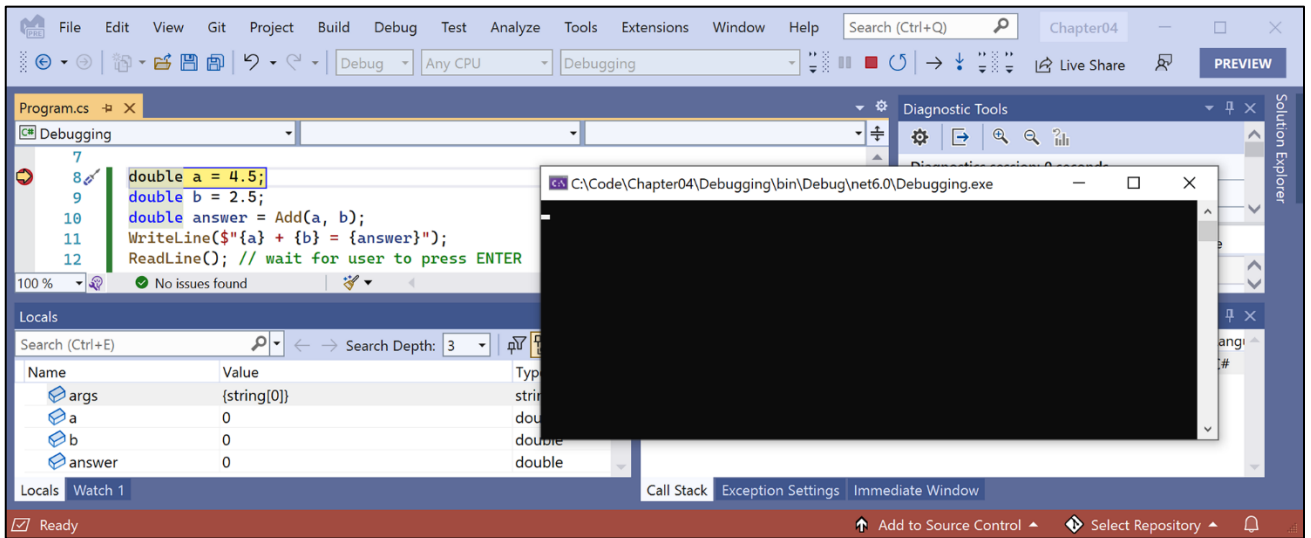 File Edit View Git Project Build Debug Test Analyze Tools Extensions Window Help Search (Ctrl+Q) Chapter04
PRE
Debug Any CPU Debugging Live Share PREVIEW
Program.cs
Diagnostic Tools
Solution Explorer
C# Debugging
7
8 double a = 4.5;
9 double b = 2.5;
10 double answer = Add(a, b);
11 WriteLine($"{a} + {b} = {answer}");
12 ReadLine(); // wait for user to press ENTER
100 % No issues found
C:\Code\Chapter04\Debugging\bin\Debug\net6.0\Debugging.exe
Locals
Search (Ctrl+E) Search Depth: 3
Name Value
args {string[0]}
a 0
b 0 double
answer 0 double
Locals Watch 1
Call Stack Exception Settings Immediate Window
Ready Add to Source Control Select Repository